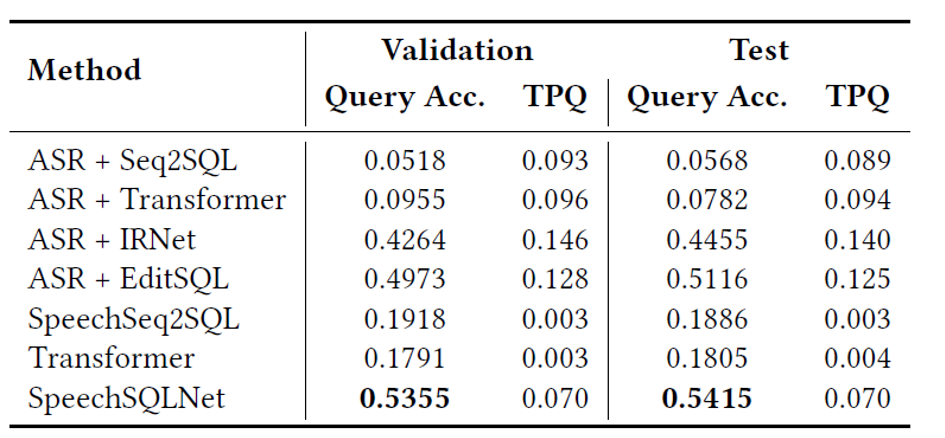 Method Validation Test
Query Acc. TPQ Query Acc. TPQ
ASR + Seq2SQL 0.0518 0.093 0.0568 0.089
ASR + Transformer 0.0955 0.096 0.0782 0.094
ASR + IRNet 0.4264 0.146 0.4455 0.140
ASR + EditSQL 0.4973 0.128 0.5116 0.125
SpeechSeq2SQL 0.1918 0.003 0.1886 0.003
Transformer 0.1791 0.003 0.1805 0.004
SpeechSQLNet 0.5355 0.070 0.5415 0.070